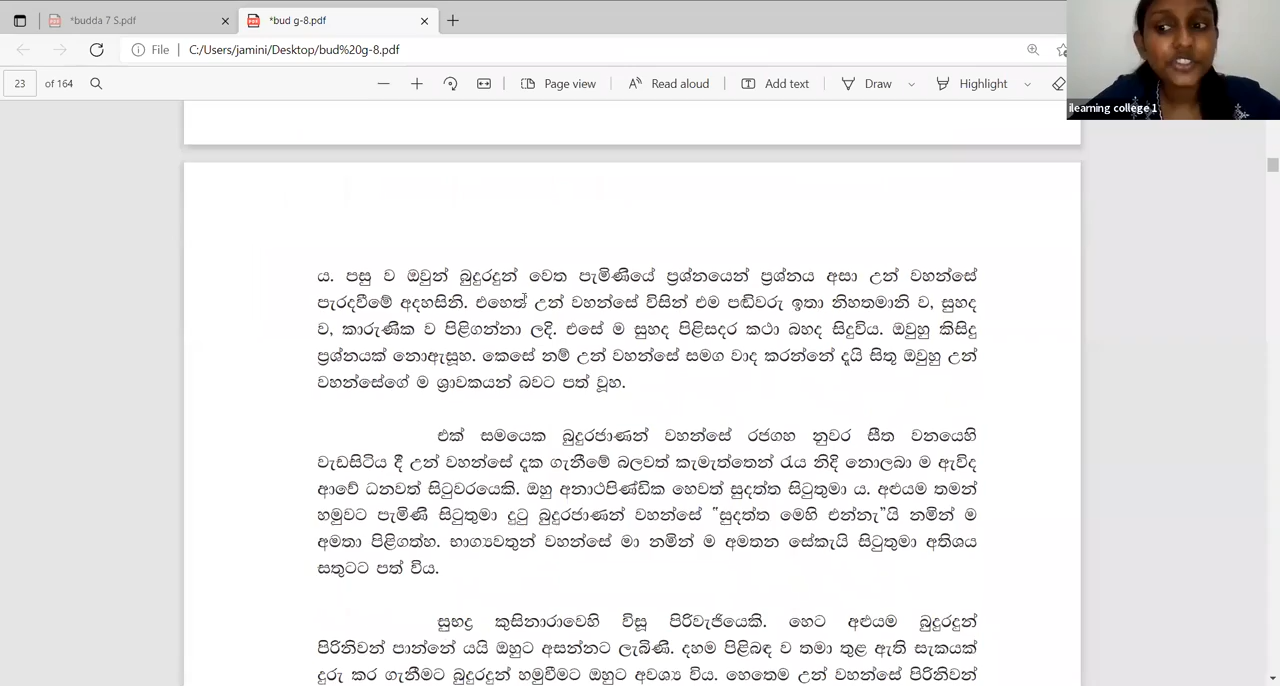 *budda 7 S.pdf
*bud g-8.pdf
File
C:/Users/jamini/Desktop/bud%20g-8.pdf
23 of 164
Page view
Read aloud
Add text
Draw
Highlight
ilearning college 1
ය. පසු ව ඔවුන් බුදුරදුන් වෙත පැමිණියේ ප්‍රශ්නයෙන් ප්‍රශ්නය අසා උන් වහන්සේ
පැරදවීමේ අදහසිනි. එහෙත් උන් වහන්සේ විසින් එම පඬිවරු ඉතා නිහතමානි ව, සුහද
ව, කාරුණික ව පිළිගන්නා ලදි. එසේ ම සුහද පිළිසදර කථා බහද සිදුවිය. ඔවුහු කිසිදු
ප්‍රශ්නයක් නොඇසූහ. කෙසේ නම් උන් වහන්සේ සමග වාද කරන්නේ දැයි සිතූ ඔවුහු උන්
වහන්සේගේ ම ශ්‍රාවකයන් බවට පත් වූහ.
එක් සමයෙක බුදුරජාණන් වහන්සේ රජගහ නුවර සීත වනයෙහි
වැඩසිටිය දී උන් වහන්සේ දැක ගැනීමේ බලවත් කැමැත්තෙන් රැය නිදි නොලබා ම ඇවිද
ආවේ ධනවත් සිටුවරයෙකි. ඔහු අනාථපිණ්ඩික හෙවත් සුදත්ත සිටුතුමා ය. අළුයම තමන්
හමුවට පැමිණි සිටුතුමා දුටු බුදුරජාණන් වහන්සේ "සුදත්ත මෙහි එන්නැ"යි නමින් ම
අමතා පිළිගත්හ. භාග්‍යවතුන් වහන්සේ මා නමින් ම අමතන සේකැයි සිටුතුමා අතිශය
සතුටට පත් විය.
සුභද්‍ර කුසිනාරාවෙහි විසූ පිරිවැජියෙකි. හෙට අළුයම බුදුරදුන්
පිරිනිවන් පාන්නේ යයි ඔහුට අසන්නට ලැබිණි. දහම පිළිබඳ ව තමා තුළ ඇති සැකයක්
දුරු කර ගැනීමට බුදුරදුන් හමුවීමට ඔහුට අවශ්‍ය විය. හෙතෙම උන් වහන්සේ පිරිනිවන්